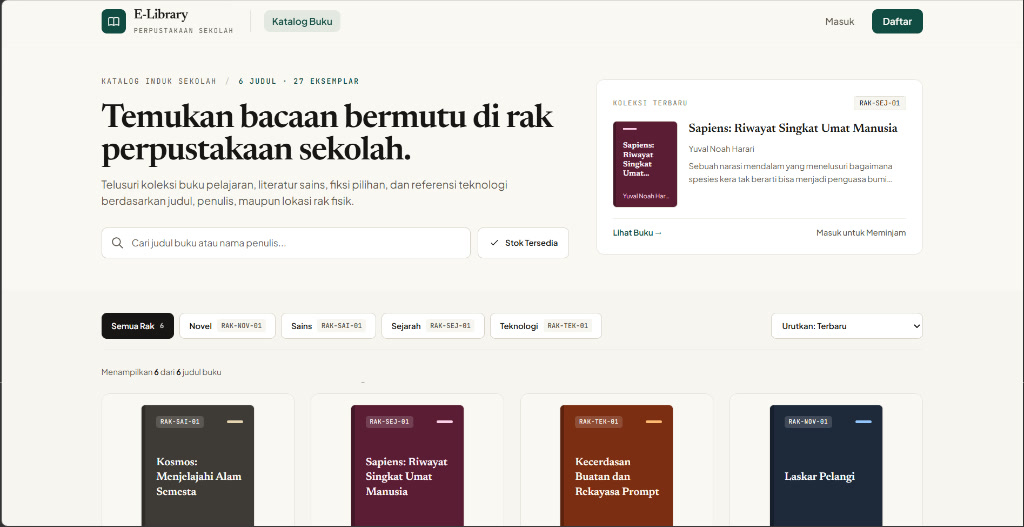 E-Library
PERPUSTAKAAN SEKOLAH
Katalog Buku
Masuk
Daftar
KATALOG INDUK SEKOLAH / 6 JUDUL · 27 EKSEMPLAR
Temukan bacaan bermutu di rak
perpustakaan sekolah.
Telusuri koleksi buku pelajaran, literatur sains, fiksi pilihan, dan referensi teknologi
berdasarkan judul, penulis, maupun lokasi rak fisik.
Cari judul buku atau nama penulis...
Stok Tersedia
KOLEKSI TERBARU
RAK-SEJ-01
Sapiens:
Riwayat
Singkat
Umat...
Yuval Noah Har...
Sapiens: Riwayat Singkat Umat Manusia
Yuval Noah Harari
Sebuah narasi mendalam yang menelusuri bagaimana
spesies kera tak berarti bisa menjadi penguasa bumi...
Lihat Buku →
Masuk untuk Meminjam
Semua Rak 6
Novel RAK-NOV-01
Sains RAK-SAI-01
Sejarah RAK-SEJ-01
Teknologi RAK-TEK-01
Urutkan: Terbaru
Menampilkan 6 dari 6 judul buku
RAK-SAI-01
Kosmos:
Menjelajahi Alam
Semesta
RAK-SEJ-01
Sapiens: Riwayat
Singkat Umat
Manusia
RAK-TEK-01
Kecerdasan
Buatan dan
Rekayasa Prompt
RAK-NOV-01
Laskar Pelangi